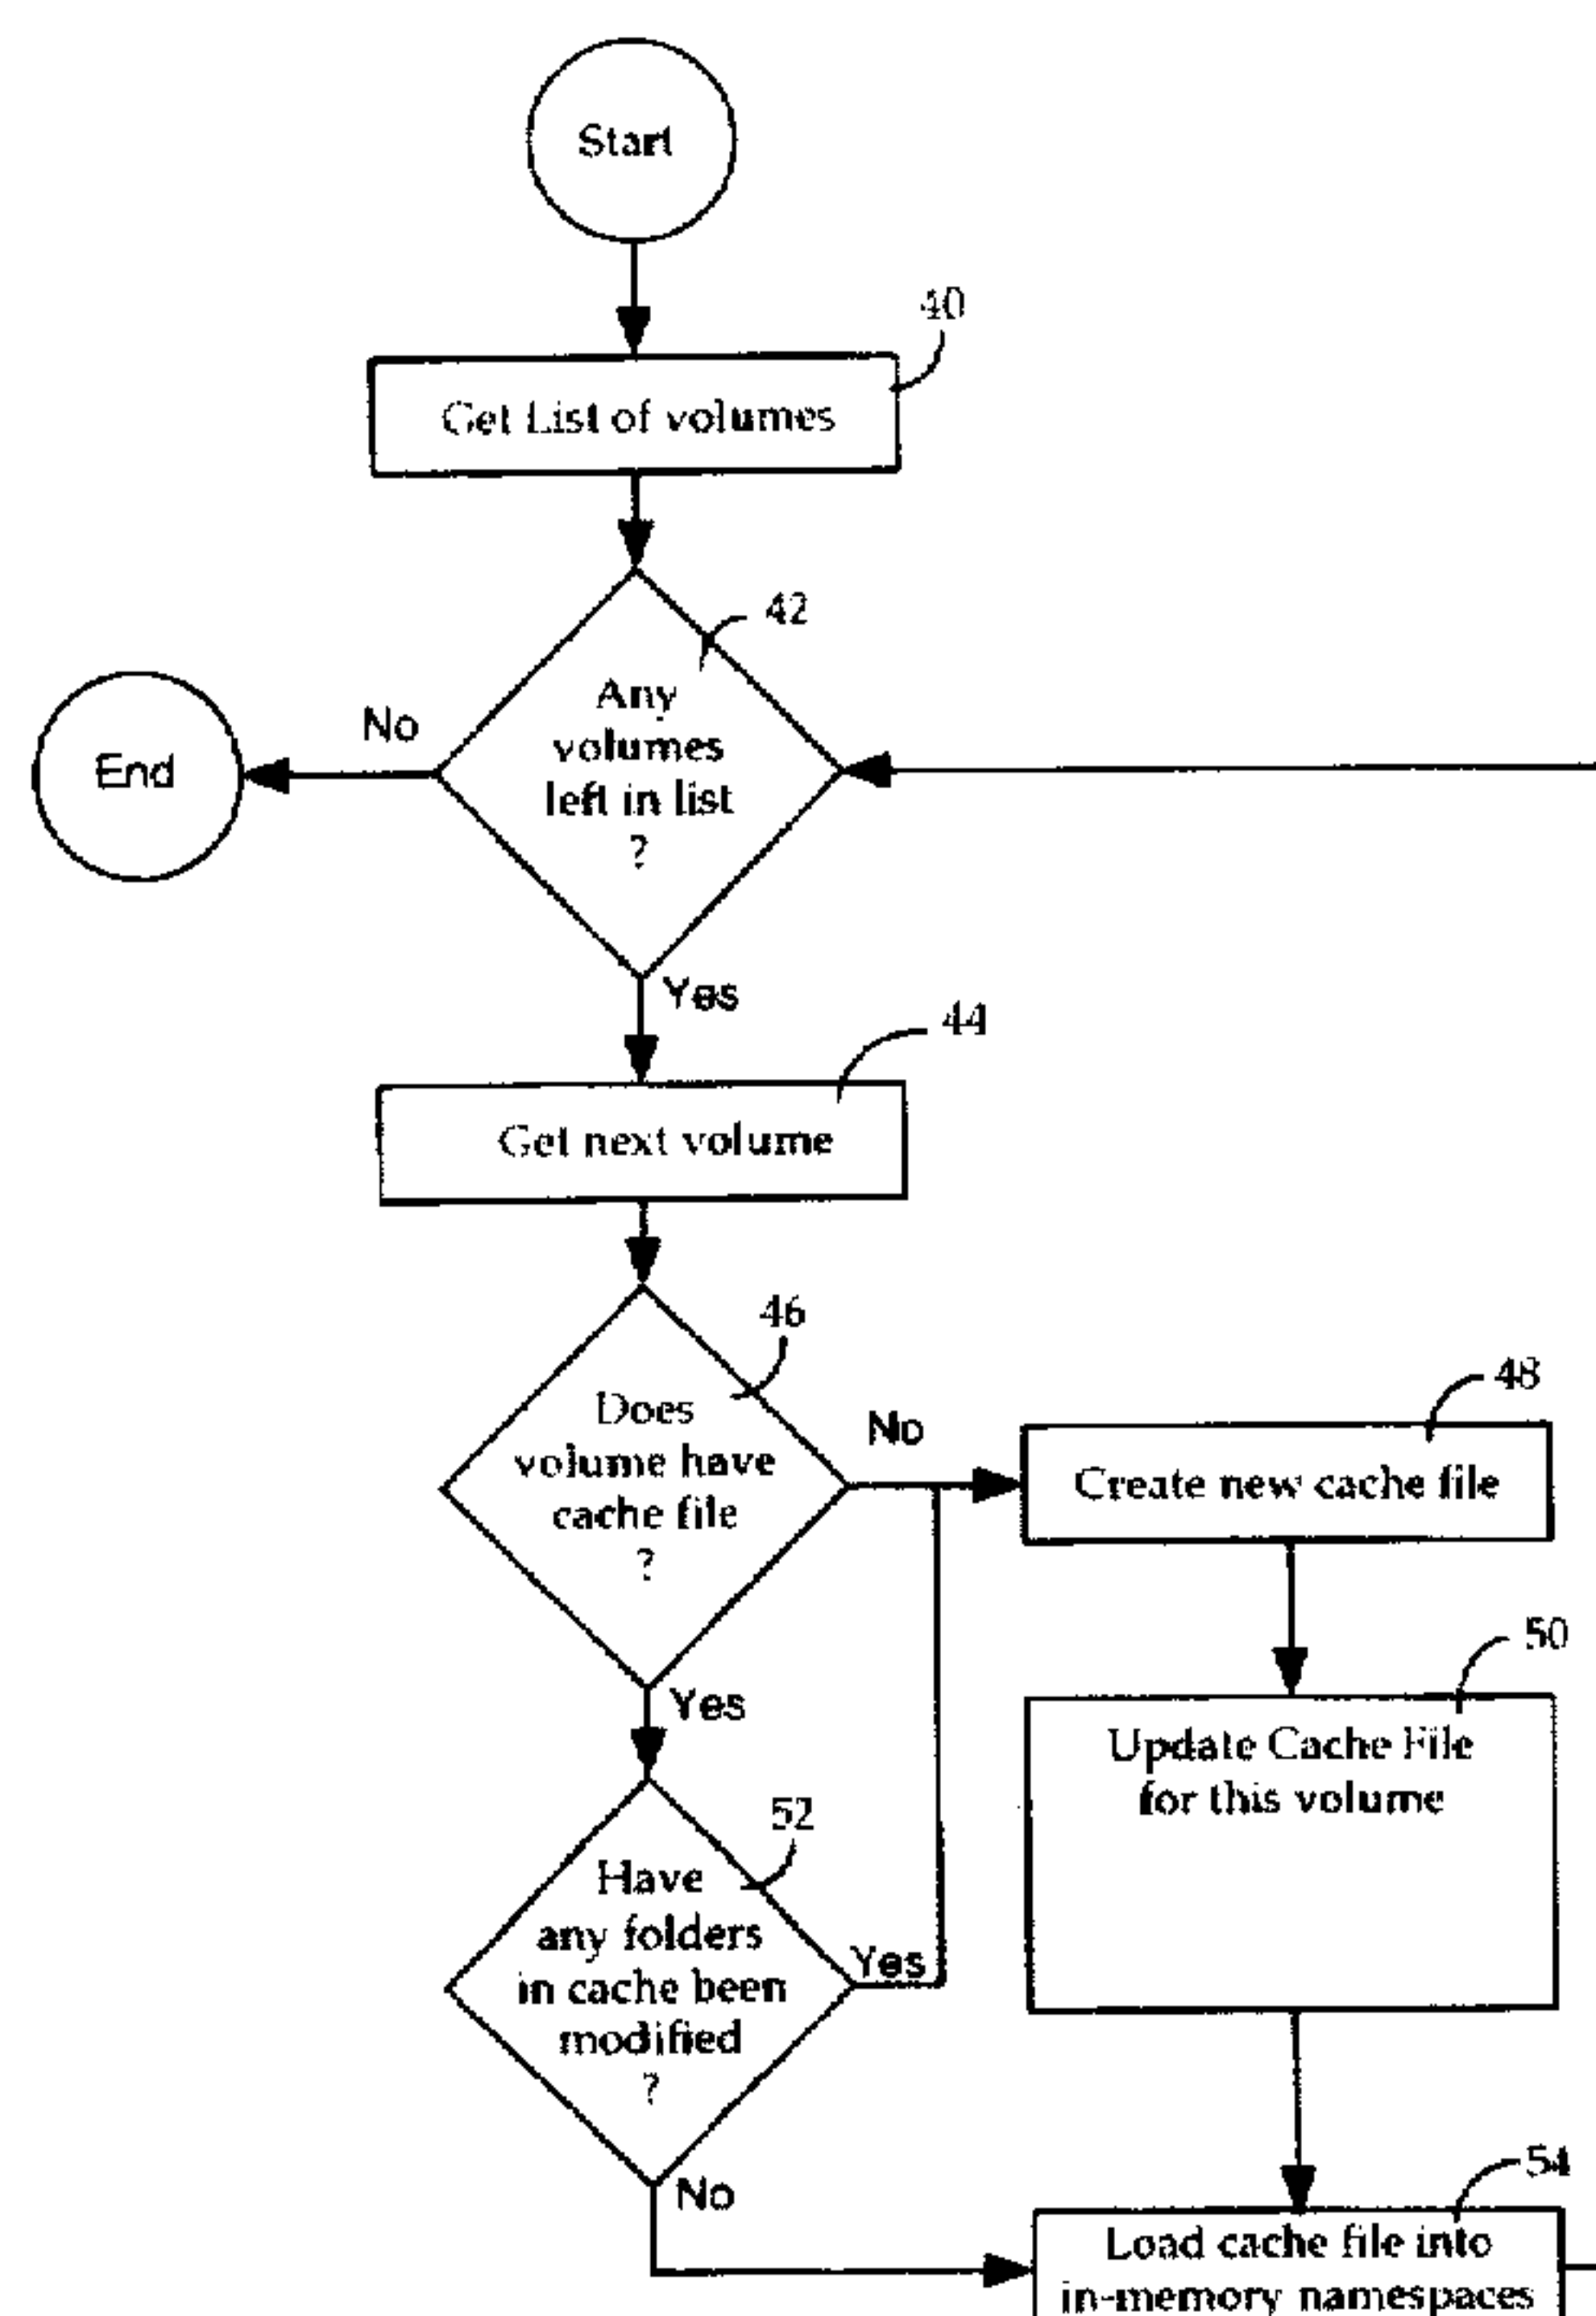 Start
40
Get List of volumes
42
Any
volumes
left in list
?
No
End
Yes
44
Get next volume
46
Does
volume have
cache file
?
No
48
Create new cache file
50
Update Cache File
for this volume
Yes
52
Have
any folders
in cache been
modified
?
Yes
No
54
Load cache file into
in-memory namespaces